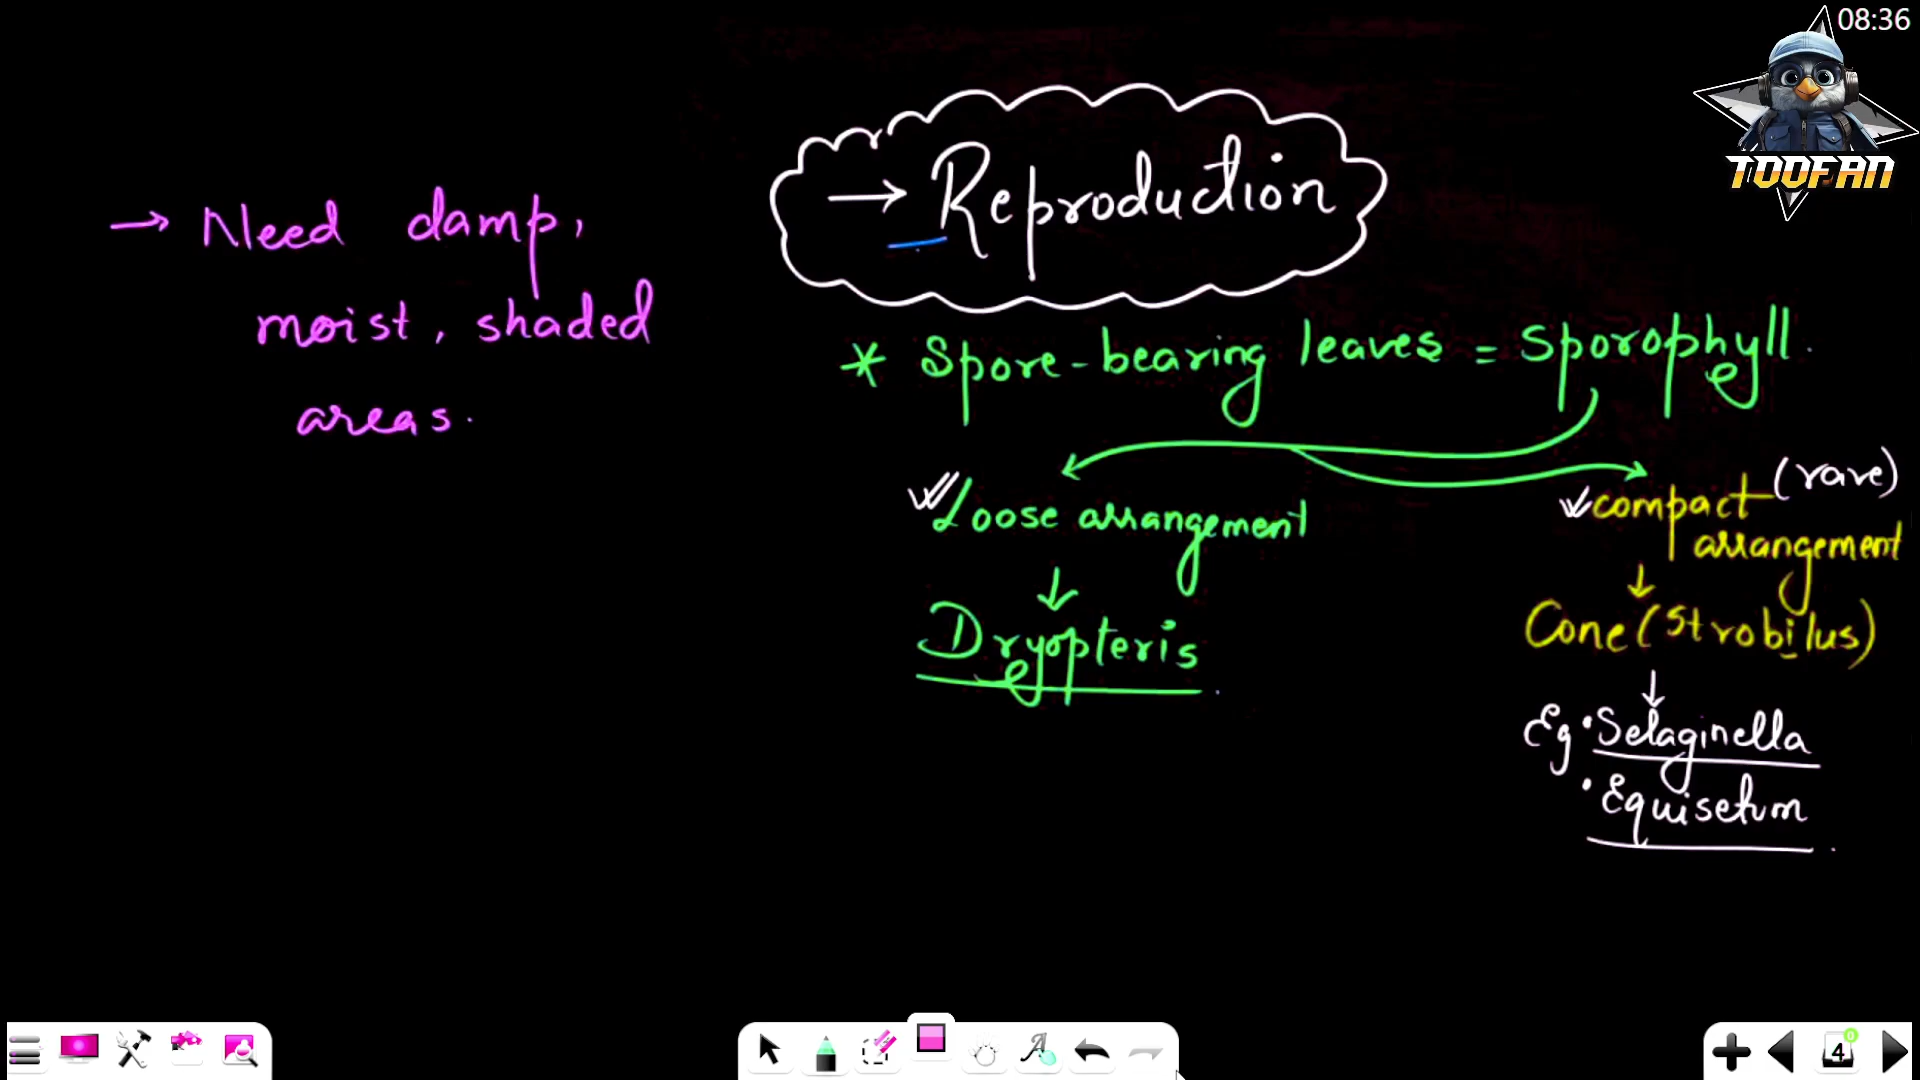 08:36
TOOFAN
→ Reproduction
→ Need damp,
moist, shaded
areas.
* Spore-bearing leaves = Sporophyll.
Loose arrangement
Dryopteris
compact (rare)
arrangement
Cone (Strobilus)
Eg • Selaginella
• Equisetum
4
0